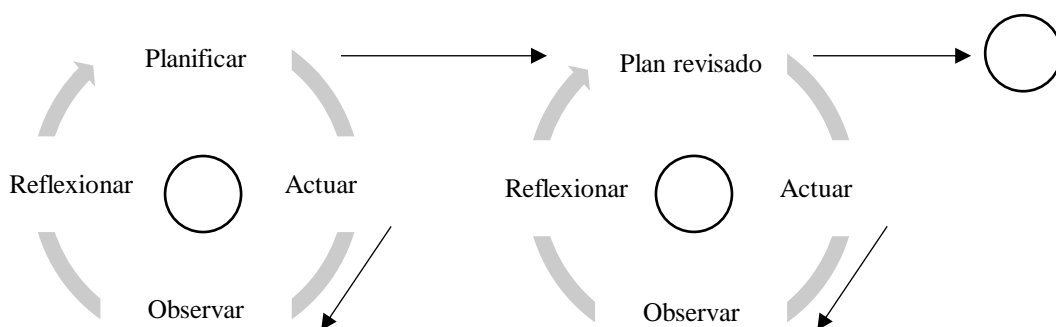 Planificar
Plan revisado
Reflexionar
Actuar
Reflexionar
Actuar
Observar
Observar